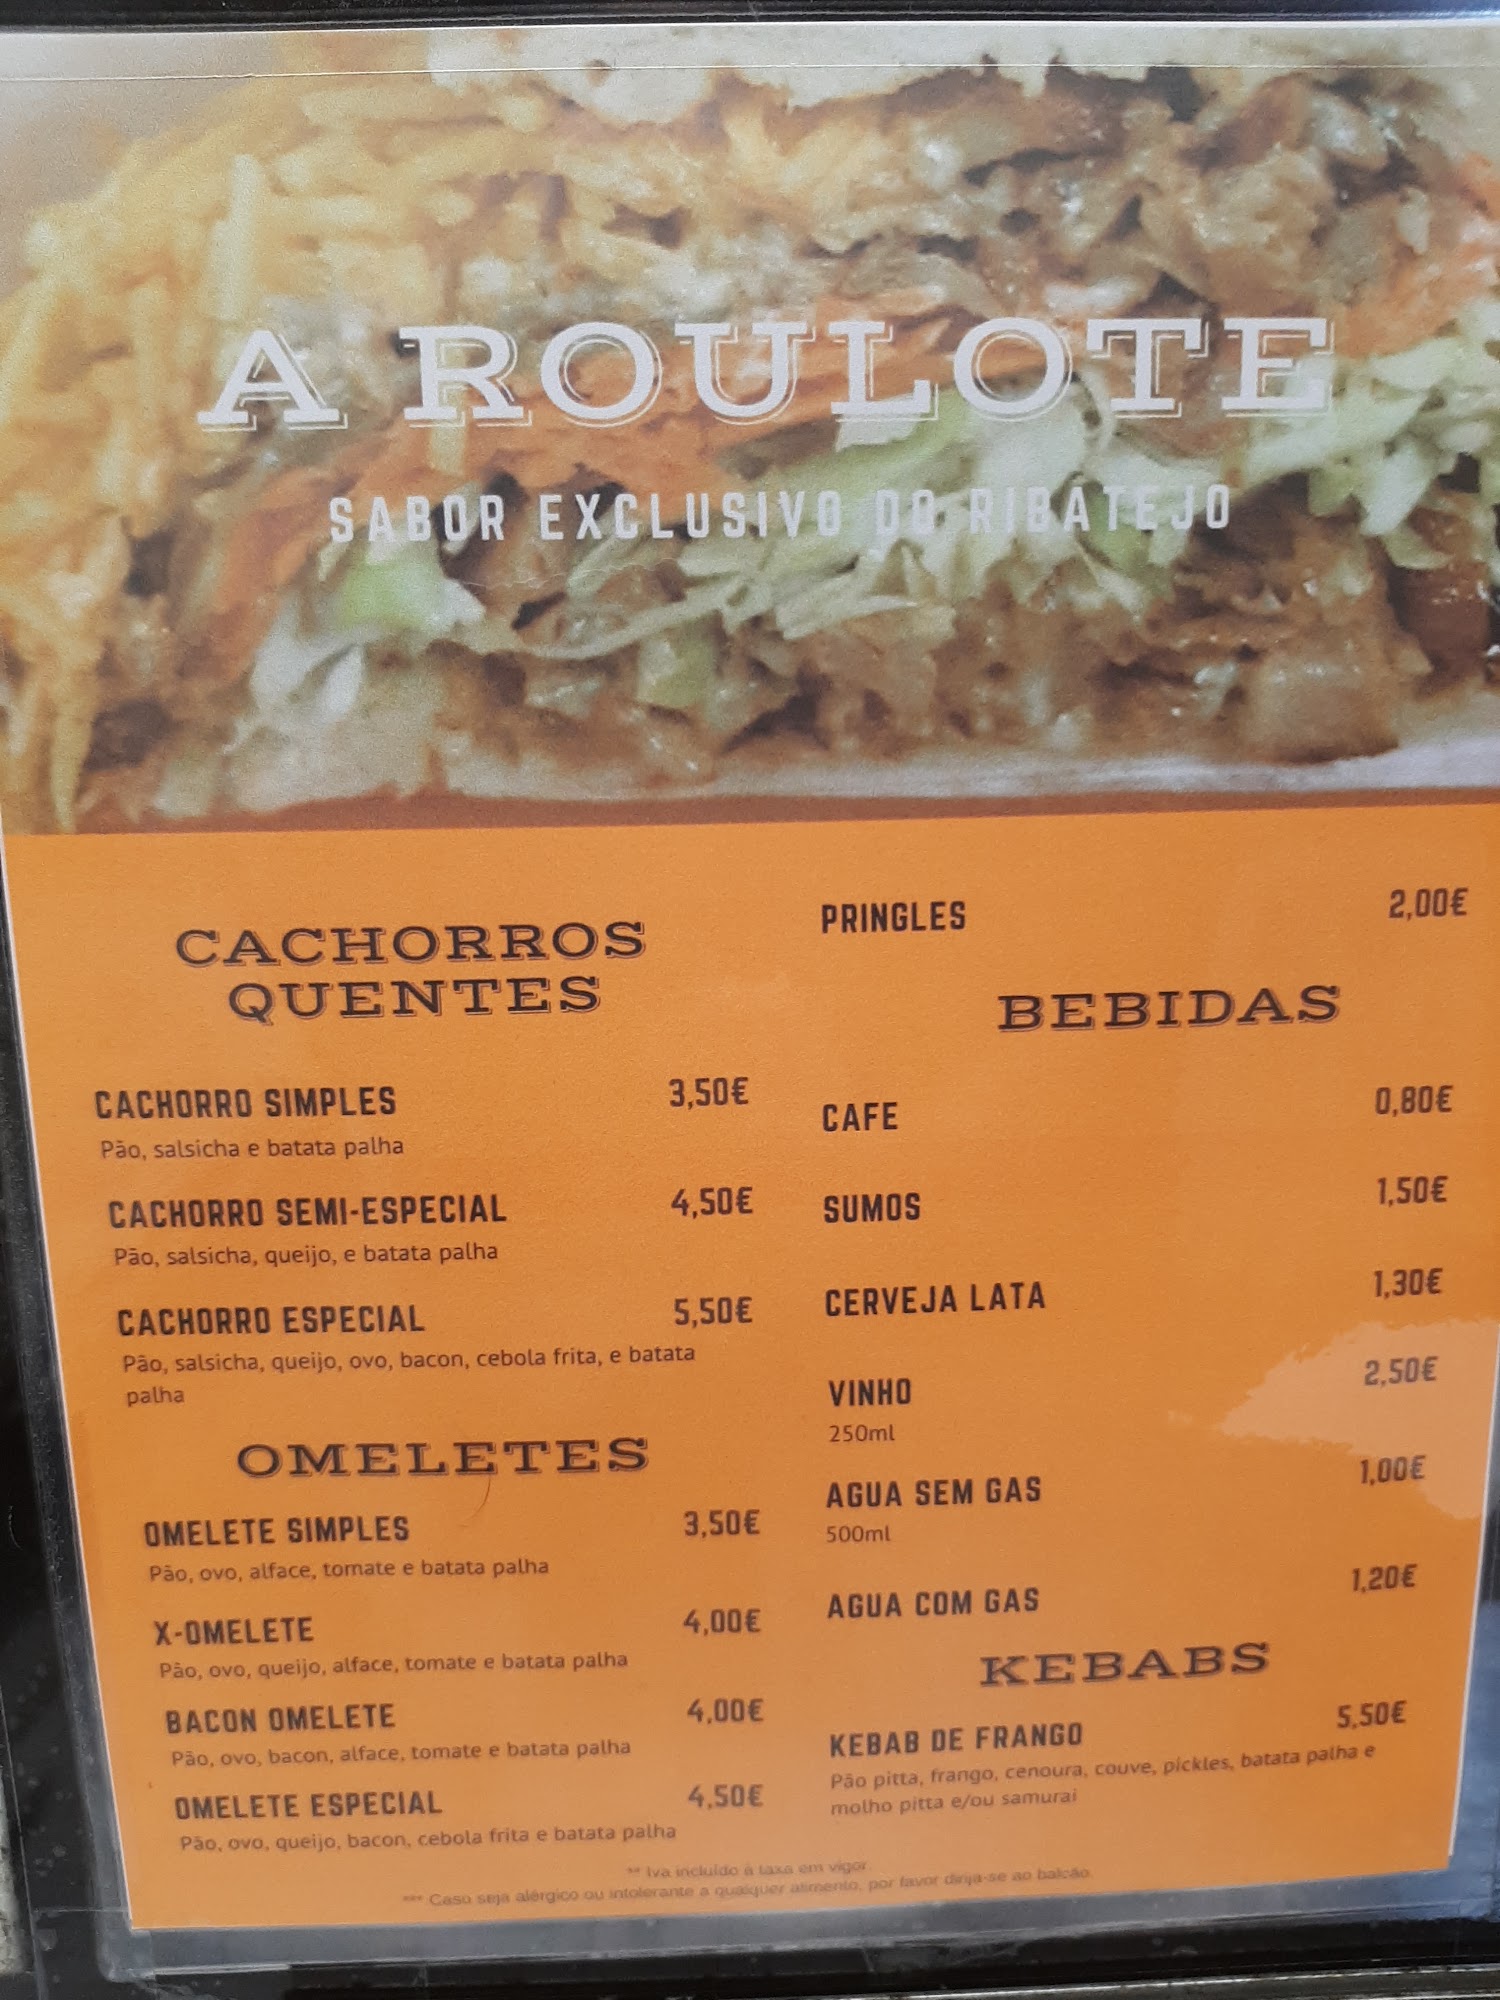 A ROULOTE
SABOR EXCLUSIVO DO RIBATEJO
CACHORROS
QUENTES
CACHORRO SIMPLES 3,50€
Pão, salsicha e batata palha
CACHORRO SEMI-ESPECIAL 4,50€
Pão, salsicha, queijo, e batata palha
CACHORRO ESPECIAL 5,50€
Pão, salsicha, queijo, ovo, bacon, cebola frita, e batata
palha
OMELETES
OMELETE SIMPLES 3,50€
Pão, ovo, alface, tomate e batata palha
X-OMELETE 4,00€
Pão, ovo, queijo, alface, tomate e batata palha
BACON OMELETE 4,00€
Pão, ovo, bacon, alface, tomate e batata palha
OMELETE ESPECIAL 4,50€
Pão, ovo, queijo, bacon, cebola frita e batata palha
PRINGLES 2,00€
BEBIDAS
CAFE 0,80€
SUMOS 1,50€
CERVEJA LATA 1,30€
VINHO 2,50€
250ml
AGUA SEM GAS 1,00€
500ml
AGUA COM GAS 1,20€
KEBABS
KEBAB DE FRANGO 5,50€
Pão pitta, frango, cenoura, couve, pickles, batata palha e
molho pitta e/ou samurai
** Iva incluído à taxa em vigor
*** Caso seja alérgico ou intolerante a qualquer alimento, por favor dirija-se ao balcão.